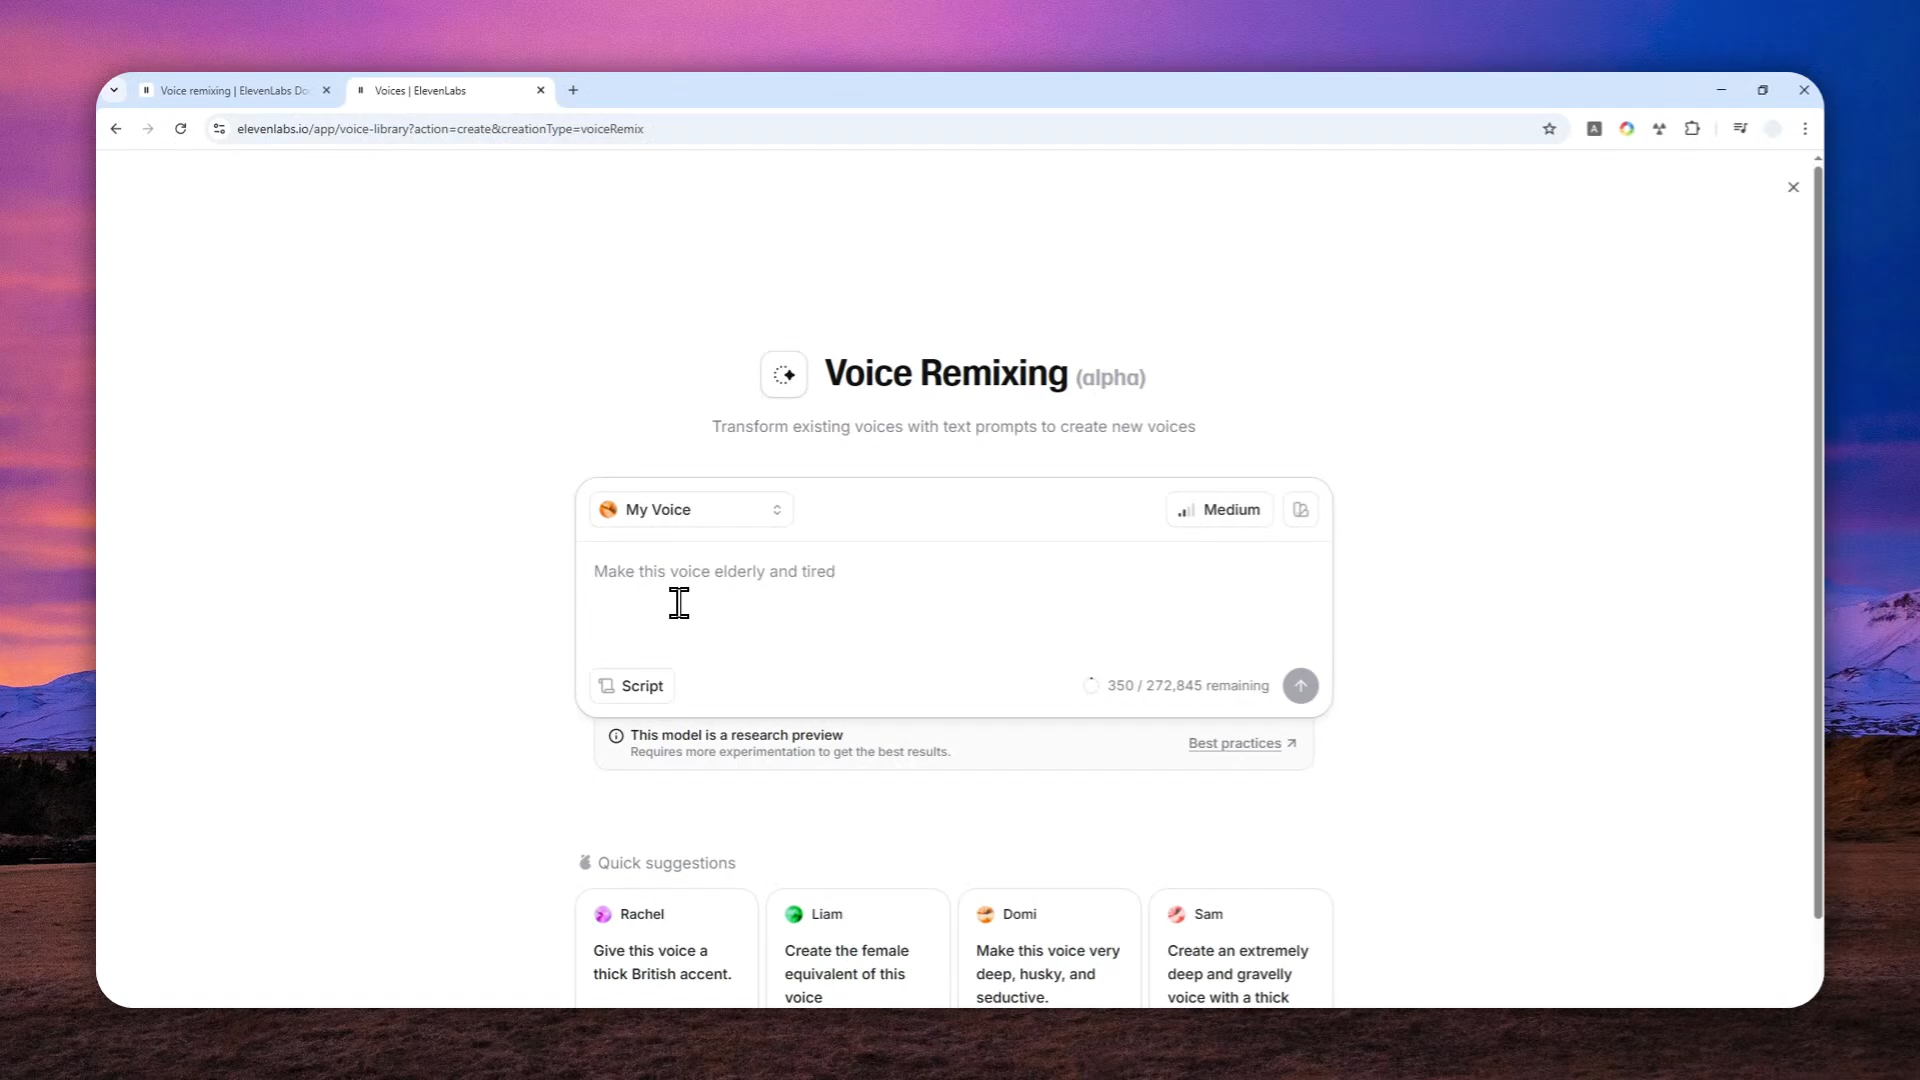 Voice remixing | ElevenLabs Do
Voices | ElevenLabs
elevenlabs.io/app/voice-library?action=create&creationType=voiceRemix
Voice Remixing (alpha)
Transform existing voices with text prompts to create new voices
My Voice
Medium
Make this voice elderly and tired
Script
350 / 272,845 remaining
This model is a research preview
Requires more experimentation to get the best results.
Best practices
Quick suggestions
Rachel
Give this voice a
thick British accent.
Liam
Create the female
equivalent of this
voice
Domi
Make this voice very
deep, husky, and
seductive.
Sam
Create an extremely
deep and gravelly
voice with a thick